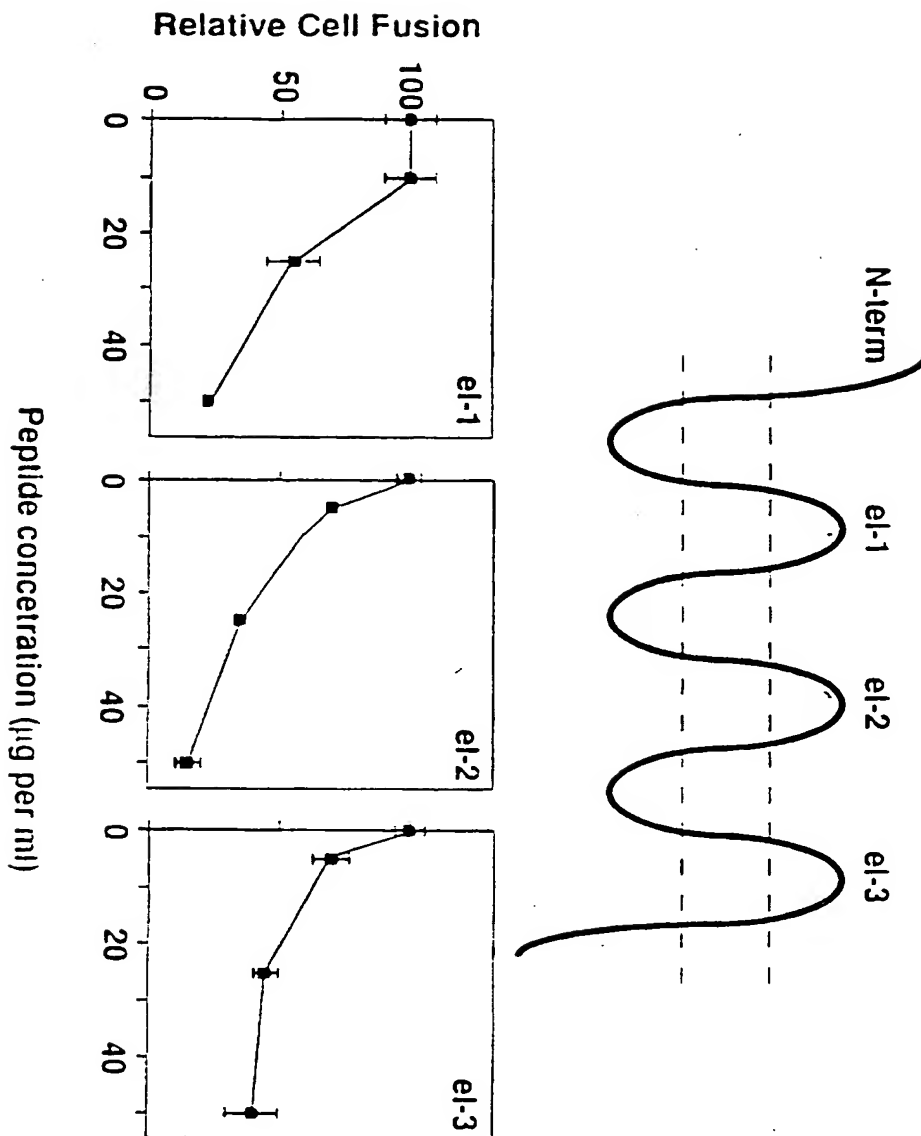 N-term
el-1
el-2
el-3
Relative Cell Fusion
100
50
0
el-1
el-2
el-3
0
20
40
0
20
40
0
20
40
Peptide concetration (µg per ml)